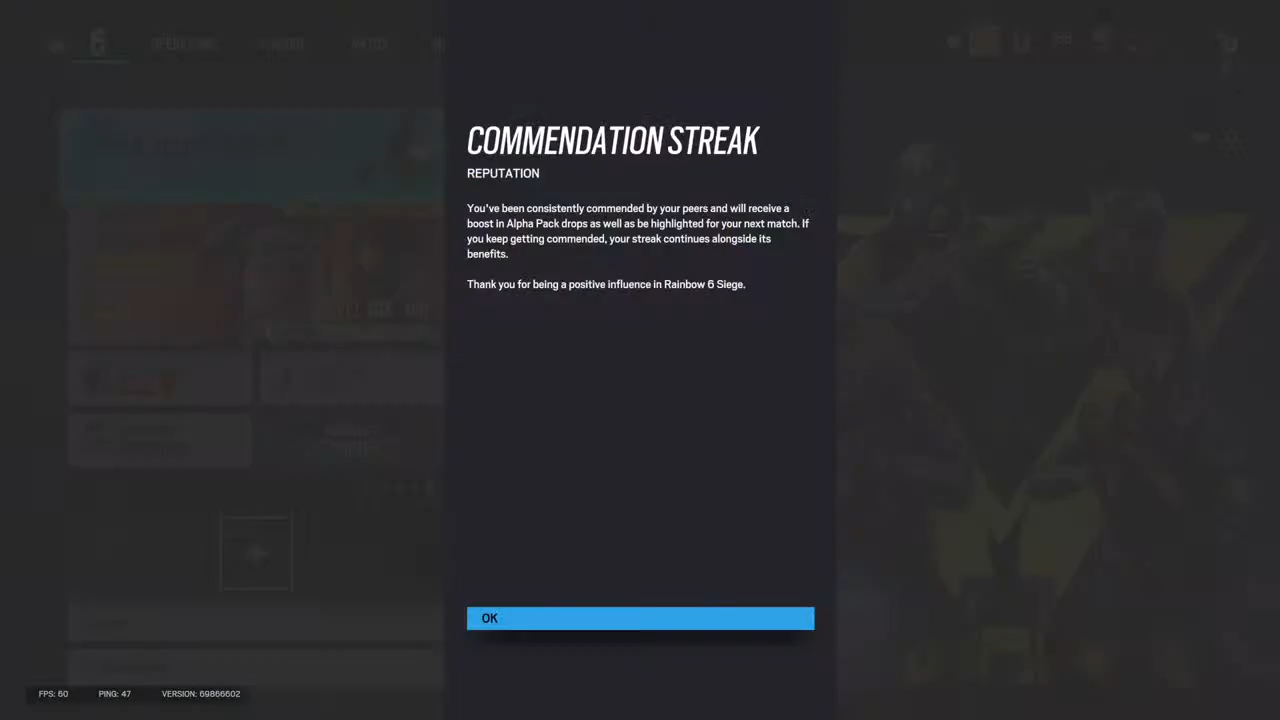 6
COMMENDATION STREAK
REPUTATION
You've been consistently commended by your peers and will receive a
boost in Alpha Pack drops as well as be highlighted for your next match. If
you keep getting commended, your streak continues alongside its
benefits.
Thank you for being a positive influence in Rainbow 6 Siege.
OK
FPS: 60 PING: 47 VERSION: 69866602